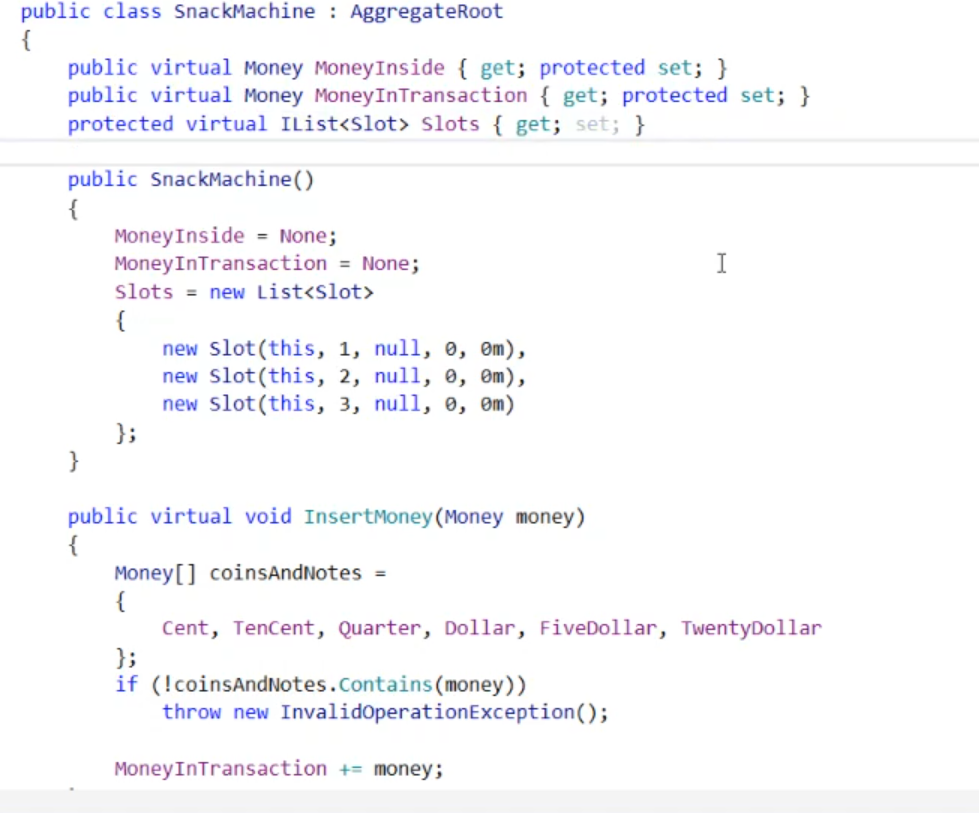 public class SnackMachine : AggregateRoot
{
    public virtual Money MoneyInside { get; protected set; }
    public virtual Money MoneyInTransaction { get; protected set; }
    protected virtual IList<Slot> Slots { get; set; }
    public SnackMachine()
    {
        MoneyInside = None;
        MoneyInTransaction = None;
        Slots = new List<Slot>
        {
            new Slot(this, 1, null, 0, 0m),
            new Slot(this, 2, null, 0, 0m),
            new Slot(this, 3, null, 0, 0m)
        };
    }
    public virtual void InsertMoney(Money money)
    {
        Money[] coinsAndNotes =
        {
            Cent, TenCent, Quarter, Dollar, FiveDollar, TwentyDollar
        };
        if (!coinsAndNotes.Contains(money))
            throw new InvalidOperationException();
        MoneyInTransaction += money;